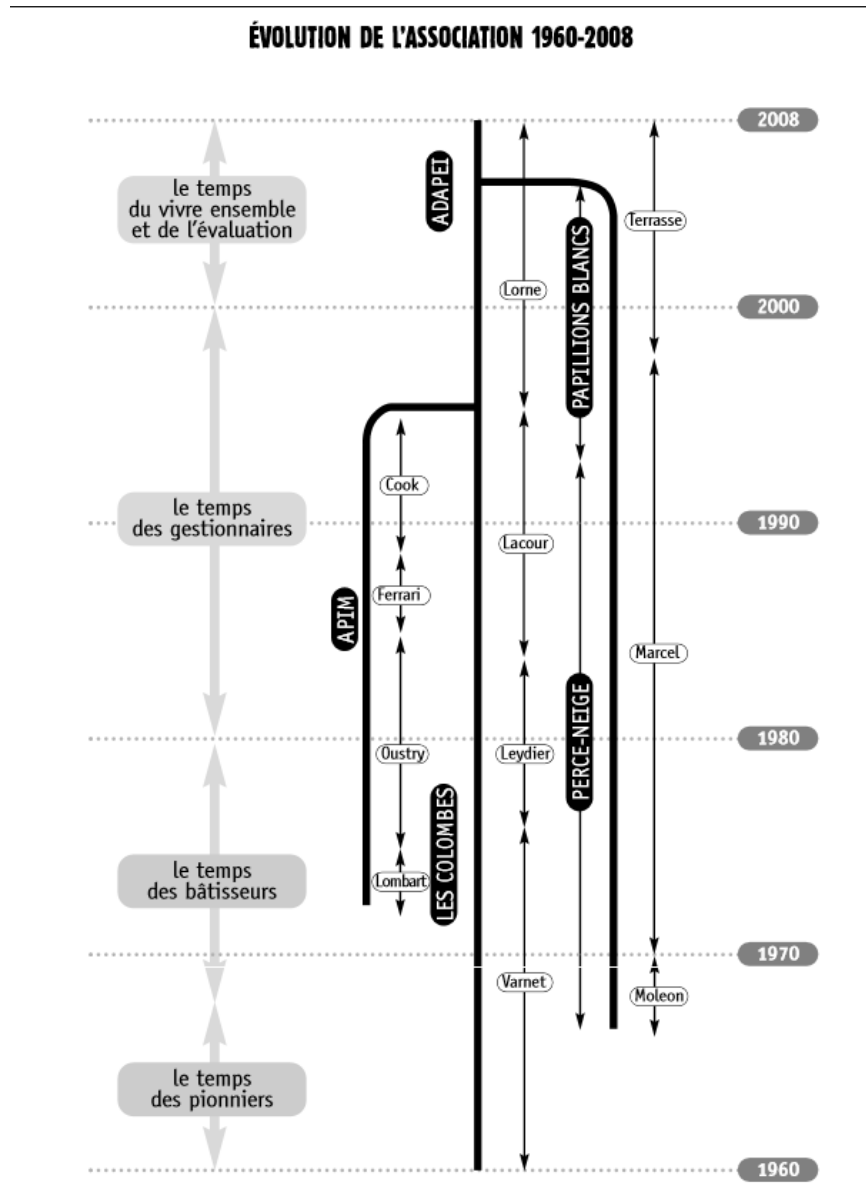 ÉVOLUTION DE L'ASSOCIATION 1960-2008
2008
ADAPEI
le temps
du vivre ensemble
et de l'évaluation
Terrasse
PAPILLIONS BLANCS
Lorne
2000
Cook
le temps
des gestionnaires
1990
Lacour
Ferrari
APIM
Marcel
PERCE-NEIGE
1980
Oustry
Leydier
LES COLOMBES
le temps
des bâtisseurs
Lombart
1970
Varnet
Moleon
le temps
des pionniers
1960